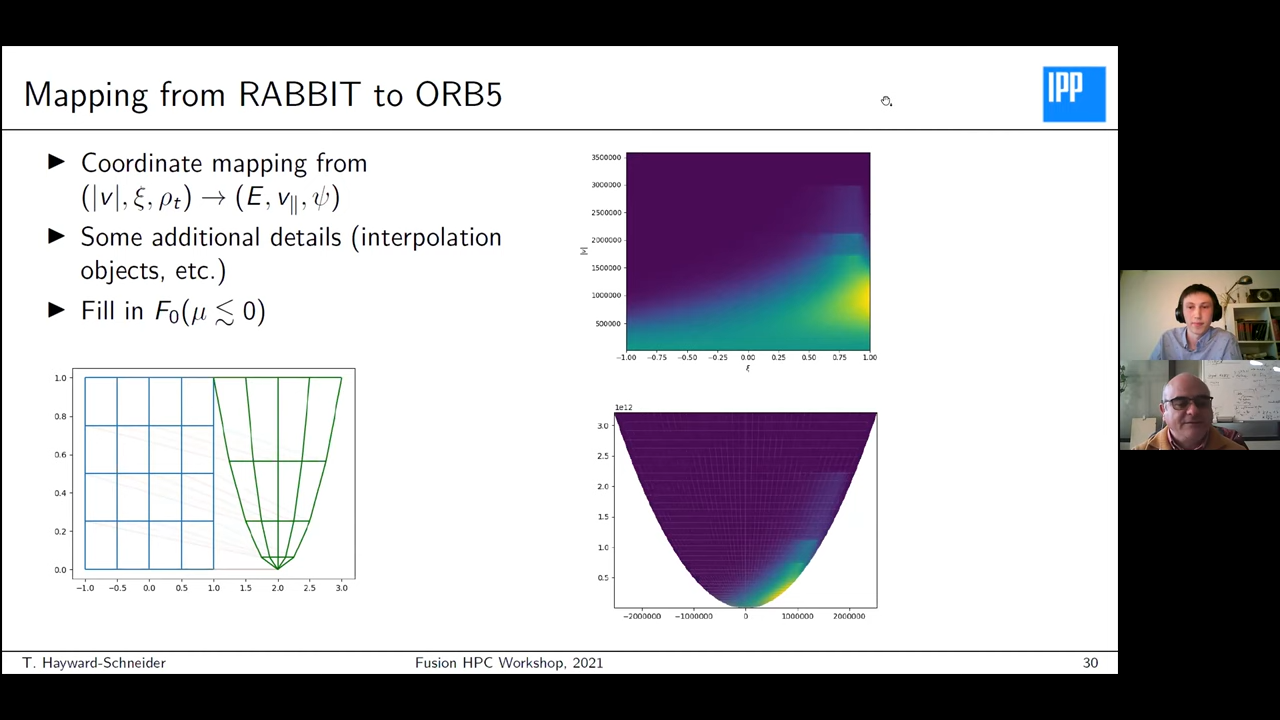 Mapping from RABBIT to ORB5
IPP
▶ Coordinate mapping from
(|v|, ξ, ρₜ) → (E, v∥, ψ)
▶ Some additional details (interpolation
objects, etc.)
▶ Fill in F₀(μ ≲ 0)
3500000
3000000
2500000
2000000
1500000
1000000
500000
|v|
−1.00 −0.75 −0.50 −0.25 0.00 0.25 0.50 0.75 1.00
ξ
1.0
0.8
0.6
0.4
0.2
0.0
−1.0 −0.5 0.0 0.5 1.0 1.5 2.0 2.5 3.0
1e12
3.0
2.5
2.0
1.5
1.0
0.5
−2000000 −1000000 0 1000000 2000000
T. Hayward-Schneider
Fusion HPC Workshop, 2021
30